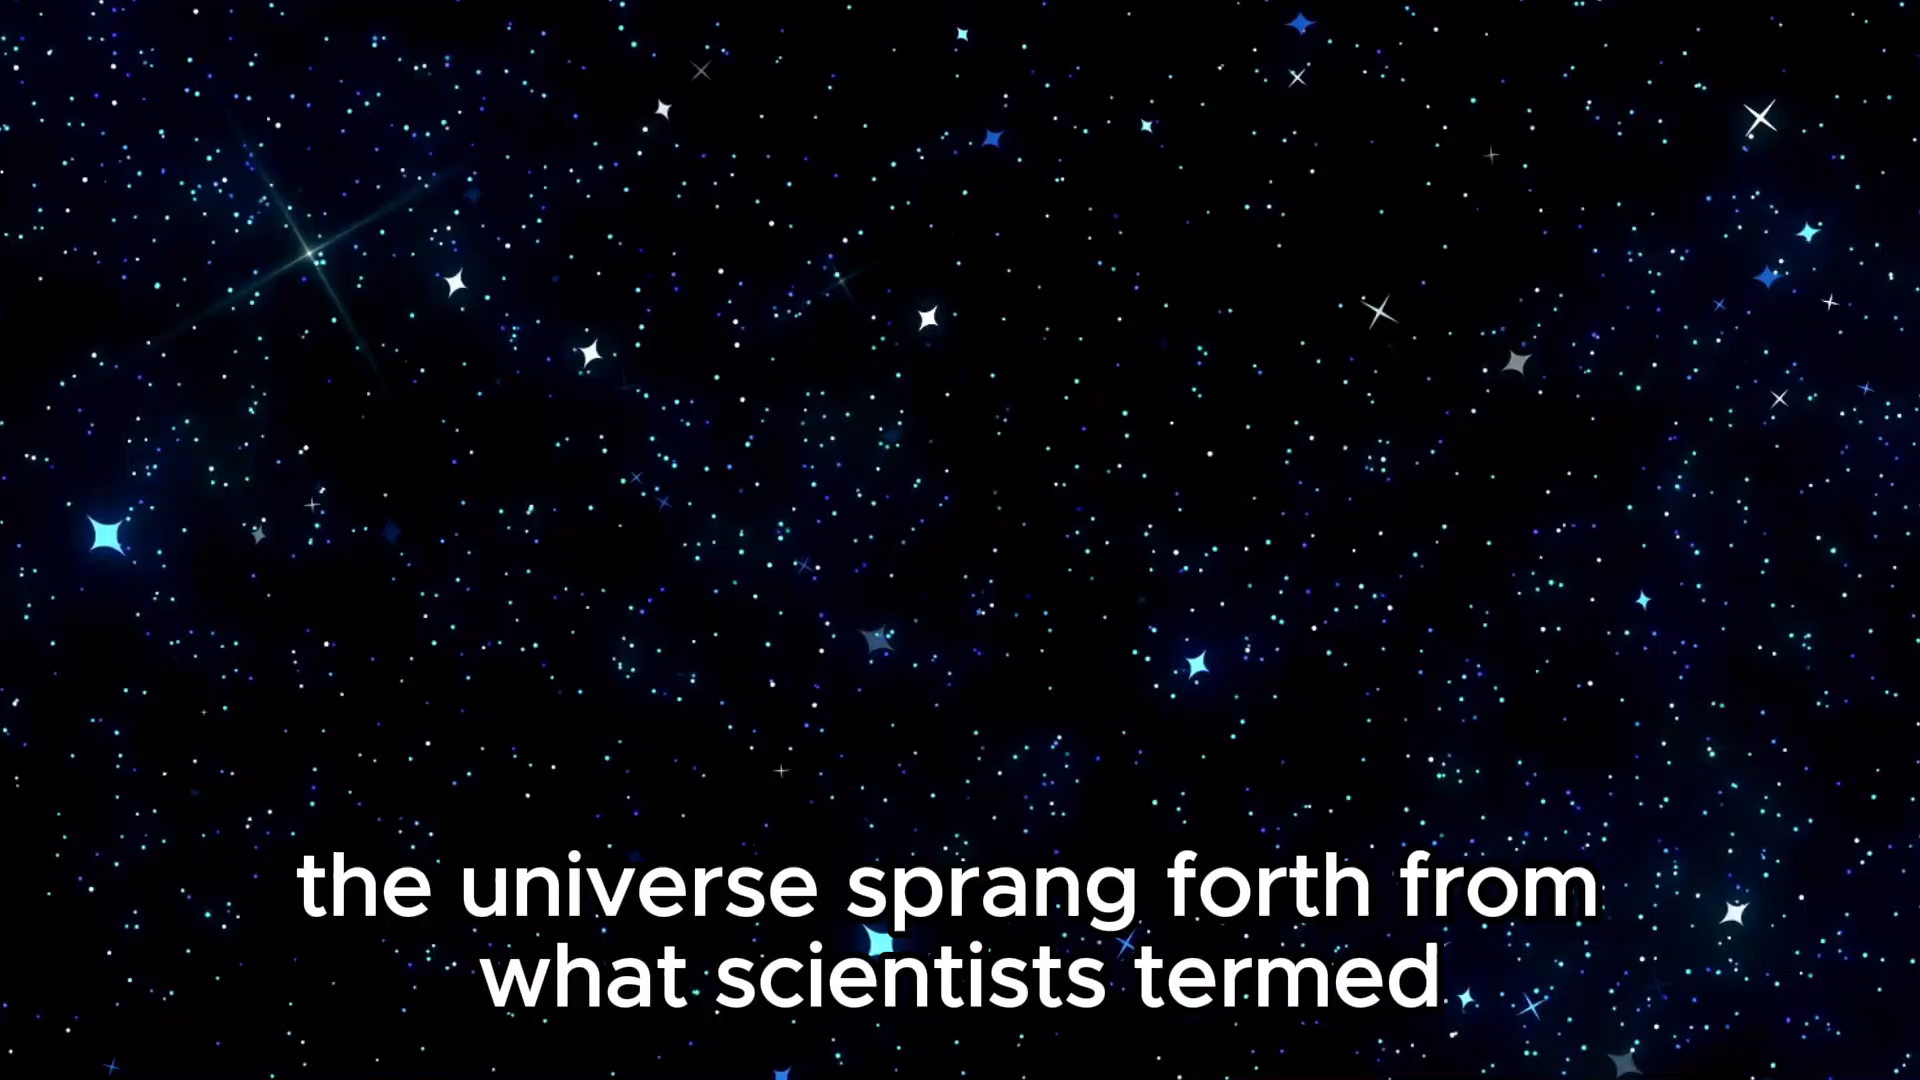 the universe sprang forth from
what scientists termed